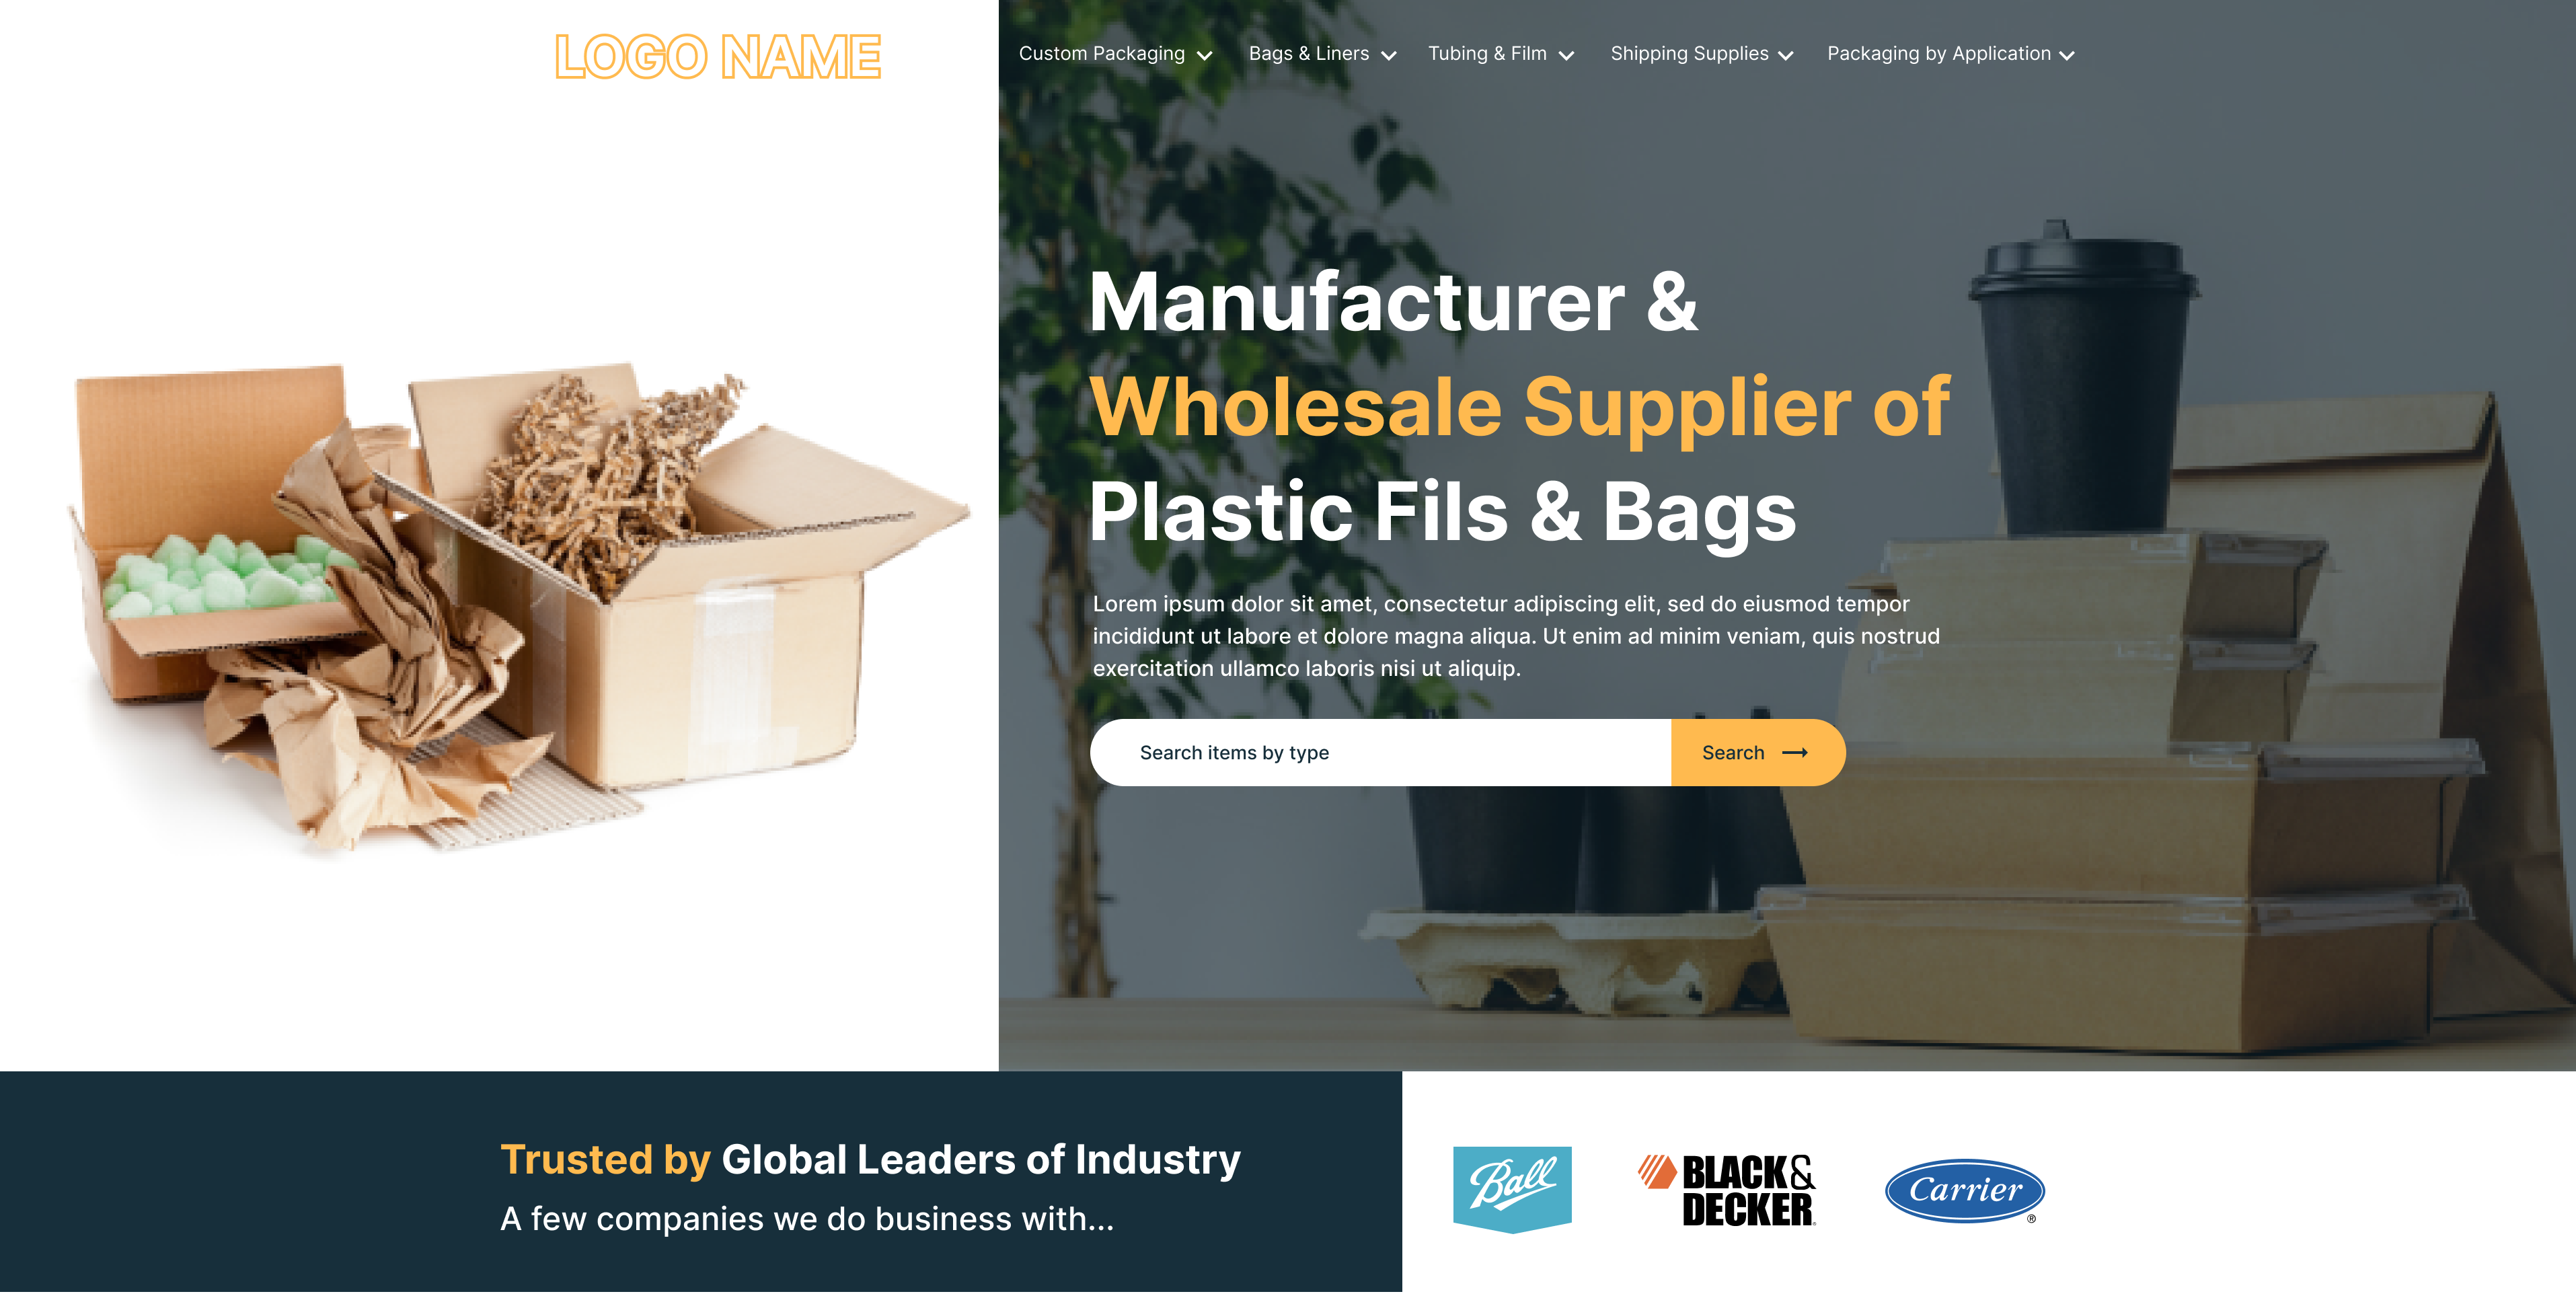 LOGO NAME
Custom Packaging
Bags & Liners
Tubing & Film
Shipping Supplies
Packaging by Application
Manufacturer &
Wholesale Supplier of
Plastic Fils & Bags
Lorem ipsum dolor sit amet, consectetur adipiscing elit, sed do eiusmod tempor
incididunt ut labore et dolore magna aliqua. Ut enim ad minim veniam, quis nostrud
exercitation ullamco laboris nisi ut aliquip.
Search items by type
Search
Trusted by Global Leaders of Industry
A few companies we do business with...
Ball
BLACK&
DECKER
Carrier
®